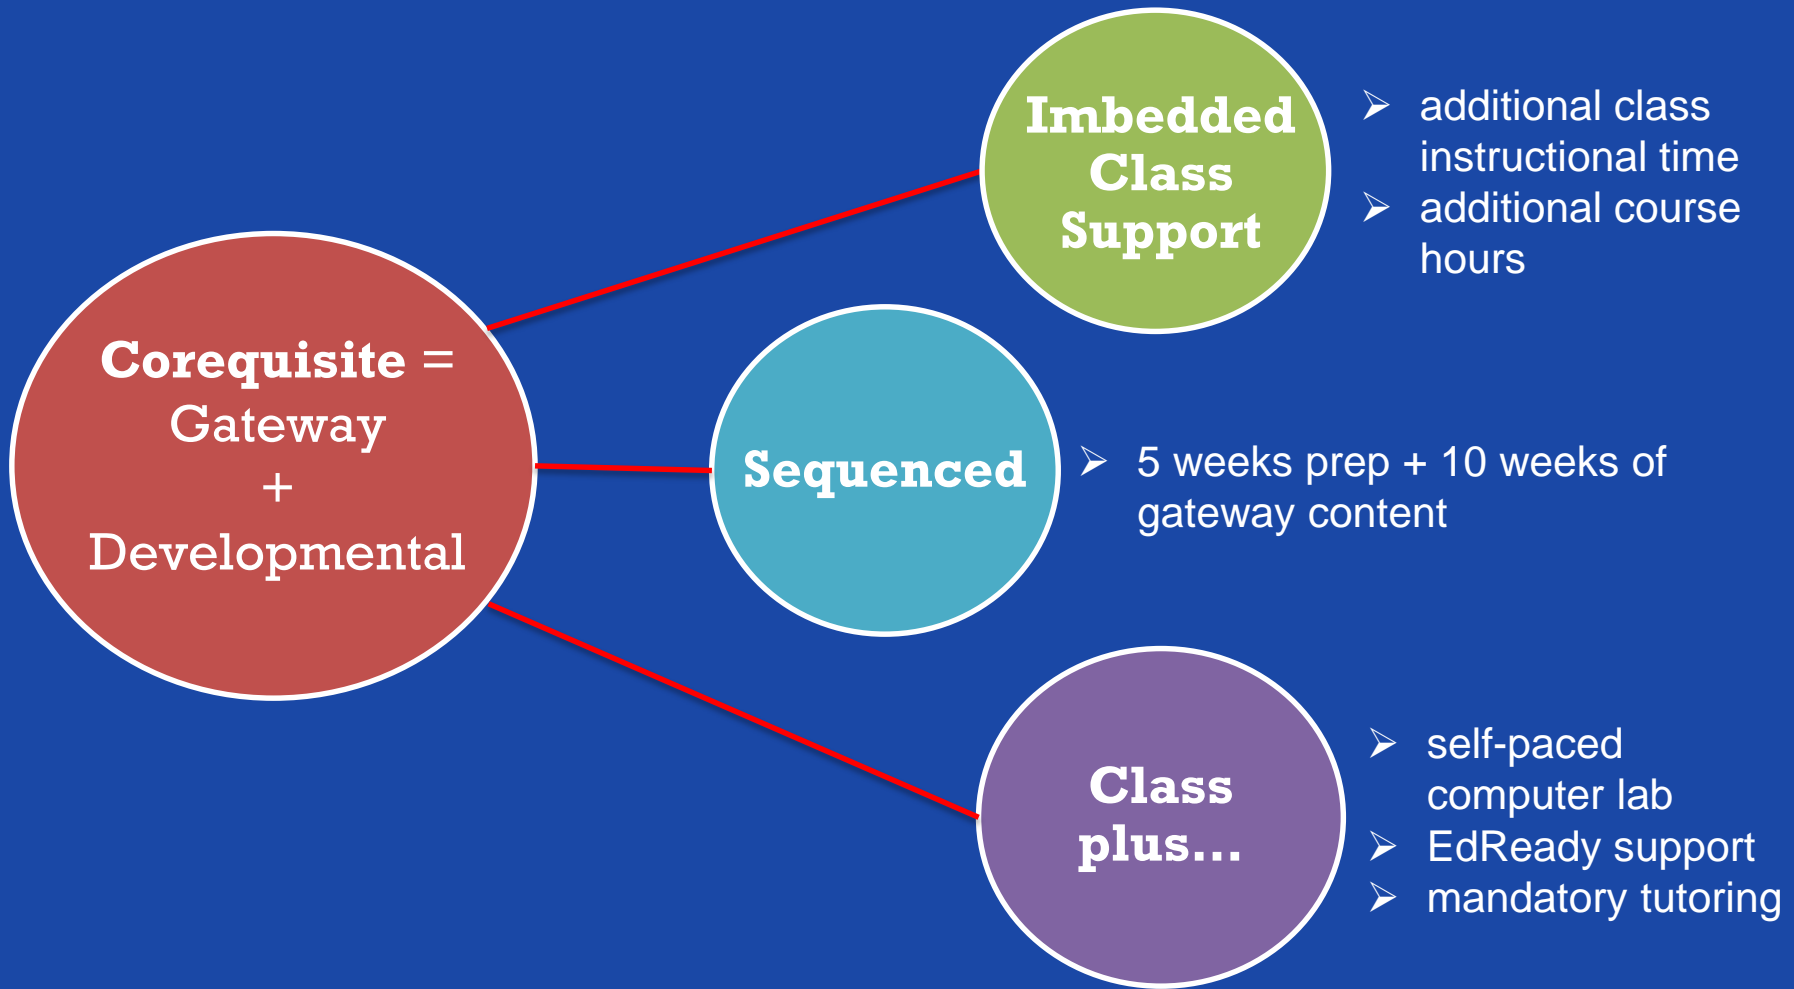 Corequisite =
Gateway
+
Developmental
Imbedded
Class
Support
➢ additional class
instructional time
➢ additional course
hours
Sequenced
➢ 5 weeks prep + 10 weeks of
gateway content
Class
plus...
➢ self-paced
computer lab
➢ EdReady support
➢ mandatory tutoring